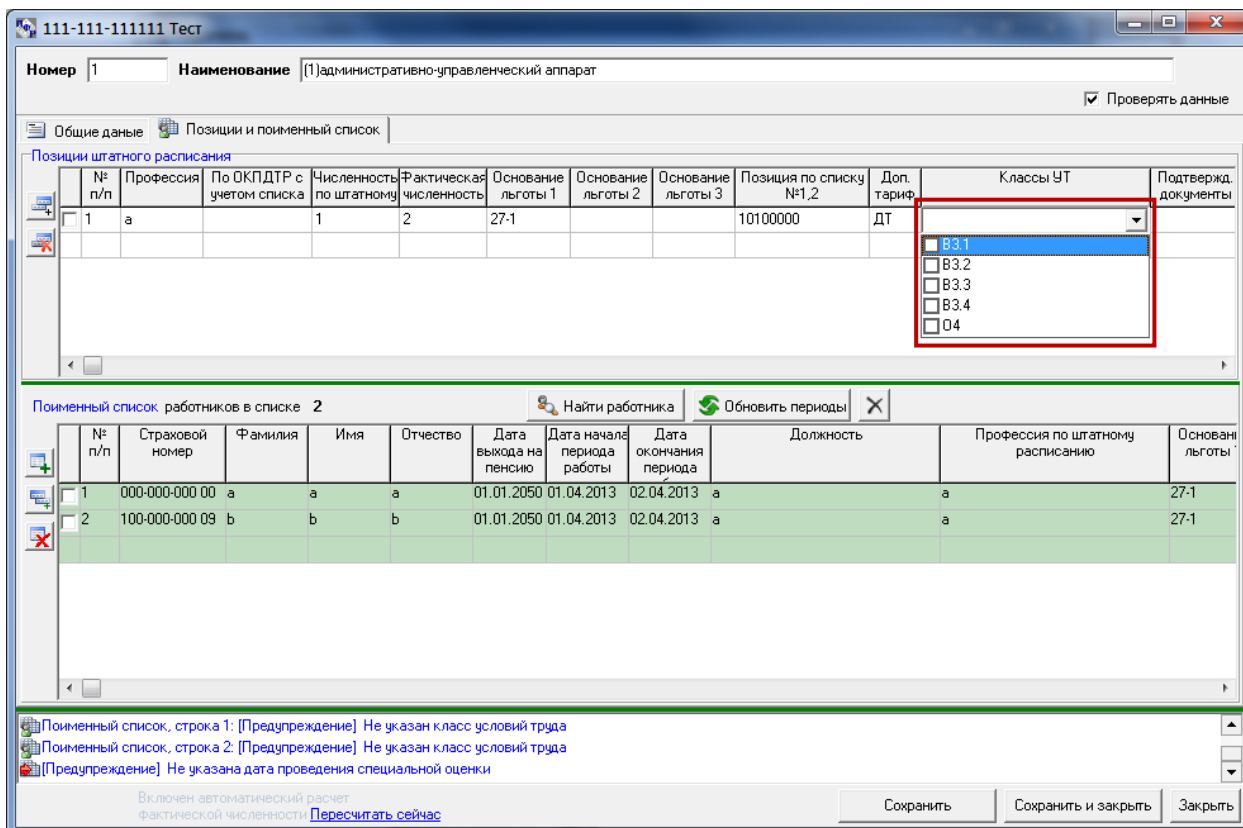 111-111-111111 Тест
Номер 1 Наименование (1)административно-управленческий аппарат
Проверять данные
Общие даные Позиции и поименный список
Позиции штатного расписания
№ п/п Профессия По ОКПДТР с учетом списка Численность по штатному Фактическая численность Основание льготы 1 Основание льготы 2 Основание льготы 3 Позиция по списку №1,2 Доп. тариф Классы УТ Подтвержд. документы
1 а 1 2 27-1 10100000 ДТ
В3.1
В3.2
В3.3
В3.4
О4
Поименный список работников в списке 2 Найти работника Обновить периоды
№ п/п Страховой номер Фамилия Имя Отчество Дата выхода на пенсию Дата начала периода работы Дата окончания периода Должность Профессия по штатному расписанию Основани льготы
1 000-000-000 00 a a a 01.01.2050 01.04.2013 02.04.2013 a a 27-1
2 100-000-000 09 b b b 01.01.2050 01.04.2013 02.04.2013 a a 27-1
Поименный список, строка 1: [Предупреждение] Не указан класс условий труда
Поименный список, строка 2: [Предупреждение] Не указан класс условий труда
[Предупреждение] Не указана дата проведения специальной оценки
Включен автоматический расчет
фактической численности Пересчитать сейчас
Сохранить Сохранить и закрыть Закрыть